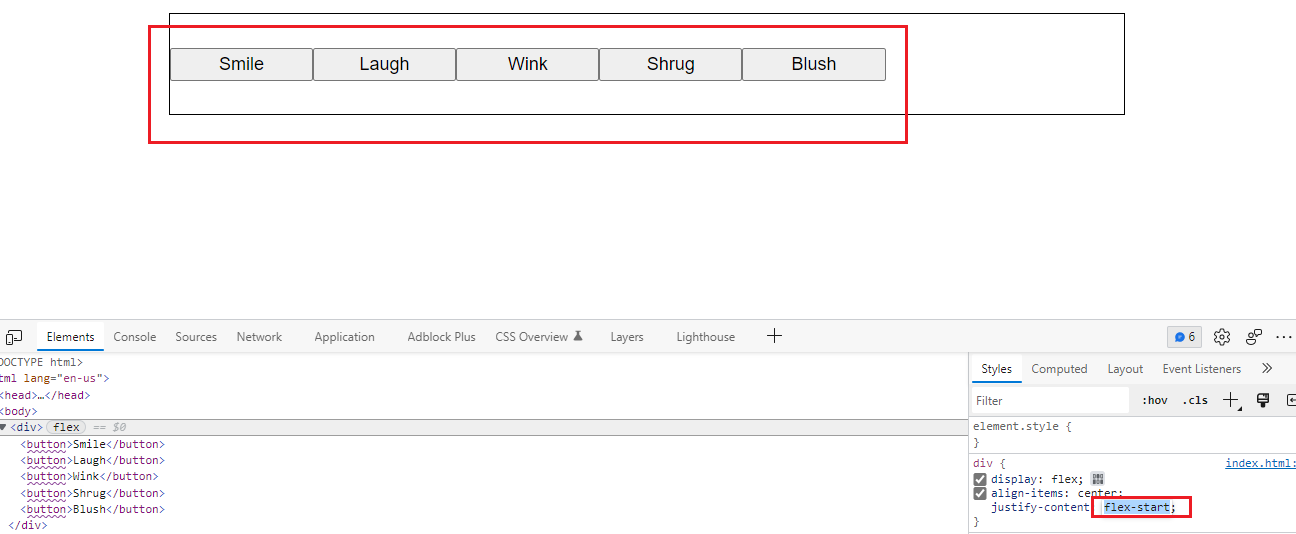 Smile Laugh Wink Shrug Blush
Elements Console Sources Network Application Adblock Plus CSS Overview Layers Lighthouse 6
DOCTYPE html>
tml lang="en-us">
<head>…</head>
<body>
<div> flex == $0
<button>Smile</button>
<button>Laugh</button>
<button>Wink</button>
<button>Shrug</button>
<button>Blush</button>
</div>
Styles Computed Layout Event Listeners
Filter :hov .cls
element.style {
}
div { index.html:
display: flex;
align-items: center;
justify-content flex-start;
}